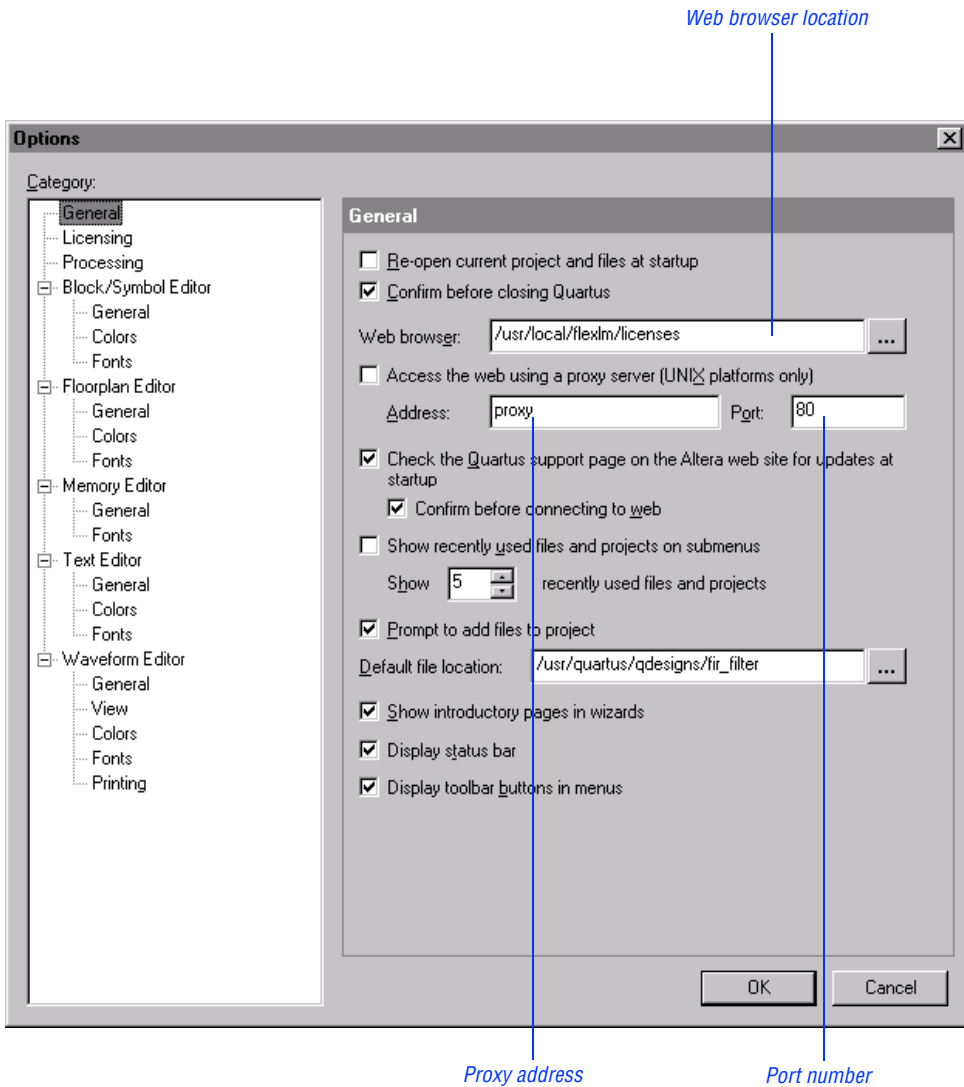 Web browser location
Options
Category:
General
Licensing
Processing
Block/Symbol Editor
General
Colors
Fonts
Floorplan Editor
General
Colors
Fonts
Memory Editor
General
Fonts
Text Editor
General
Colors
Fonts
Waveform Editor
General
View
Colors
Fonts
Printing
General
Re-open current project and files at startup
Confirm before closing Quartus
Web browser: /usr/local/flexlm/licenses ...
Access the web using a proxy server (UNIX platforms only)
Address: proxy Port: 80
Check the Quartus support page on the Altera web site for updates at
startup
Confirm before connecting to web
Show recently used files and projects on submenus
Show 5 recently used files and projects
Prompt to add files to project
Default file location: /usr/quartus/qdesigns/fir_filter ...
Show introductory pages in wizards
Display status bar
Display toolbar buttons in menus
OK Cancel
Proxy address Port number